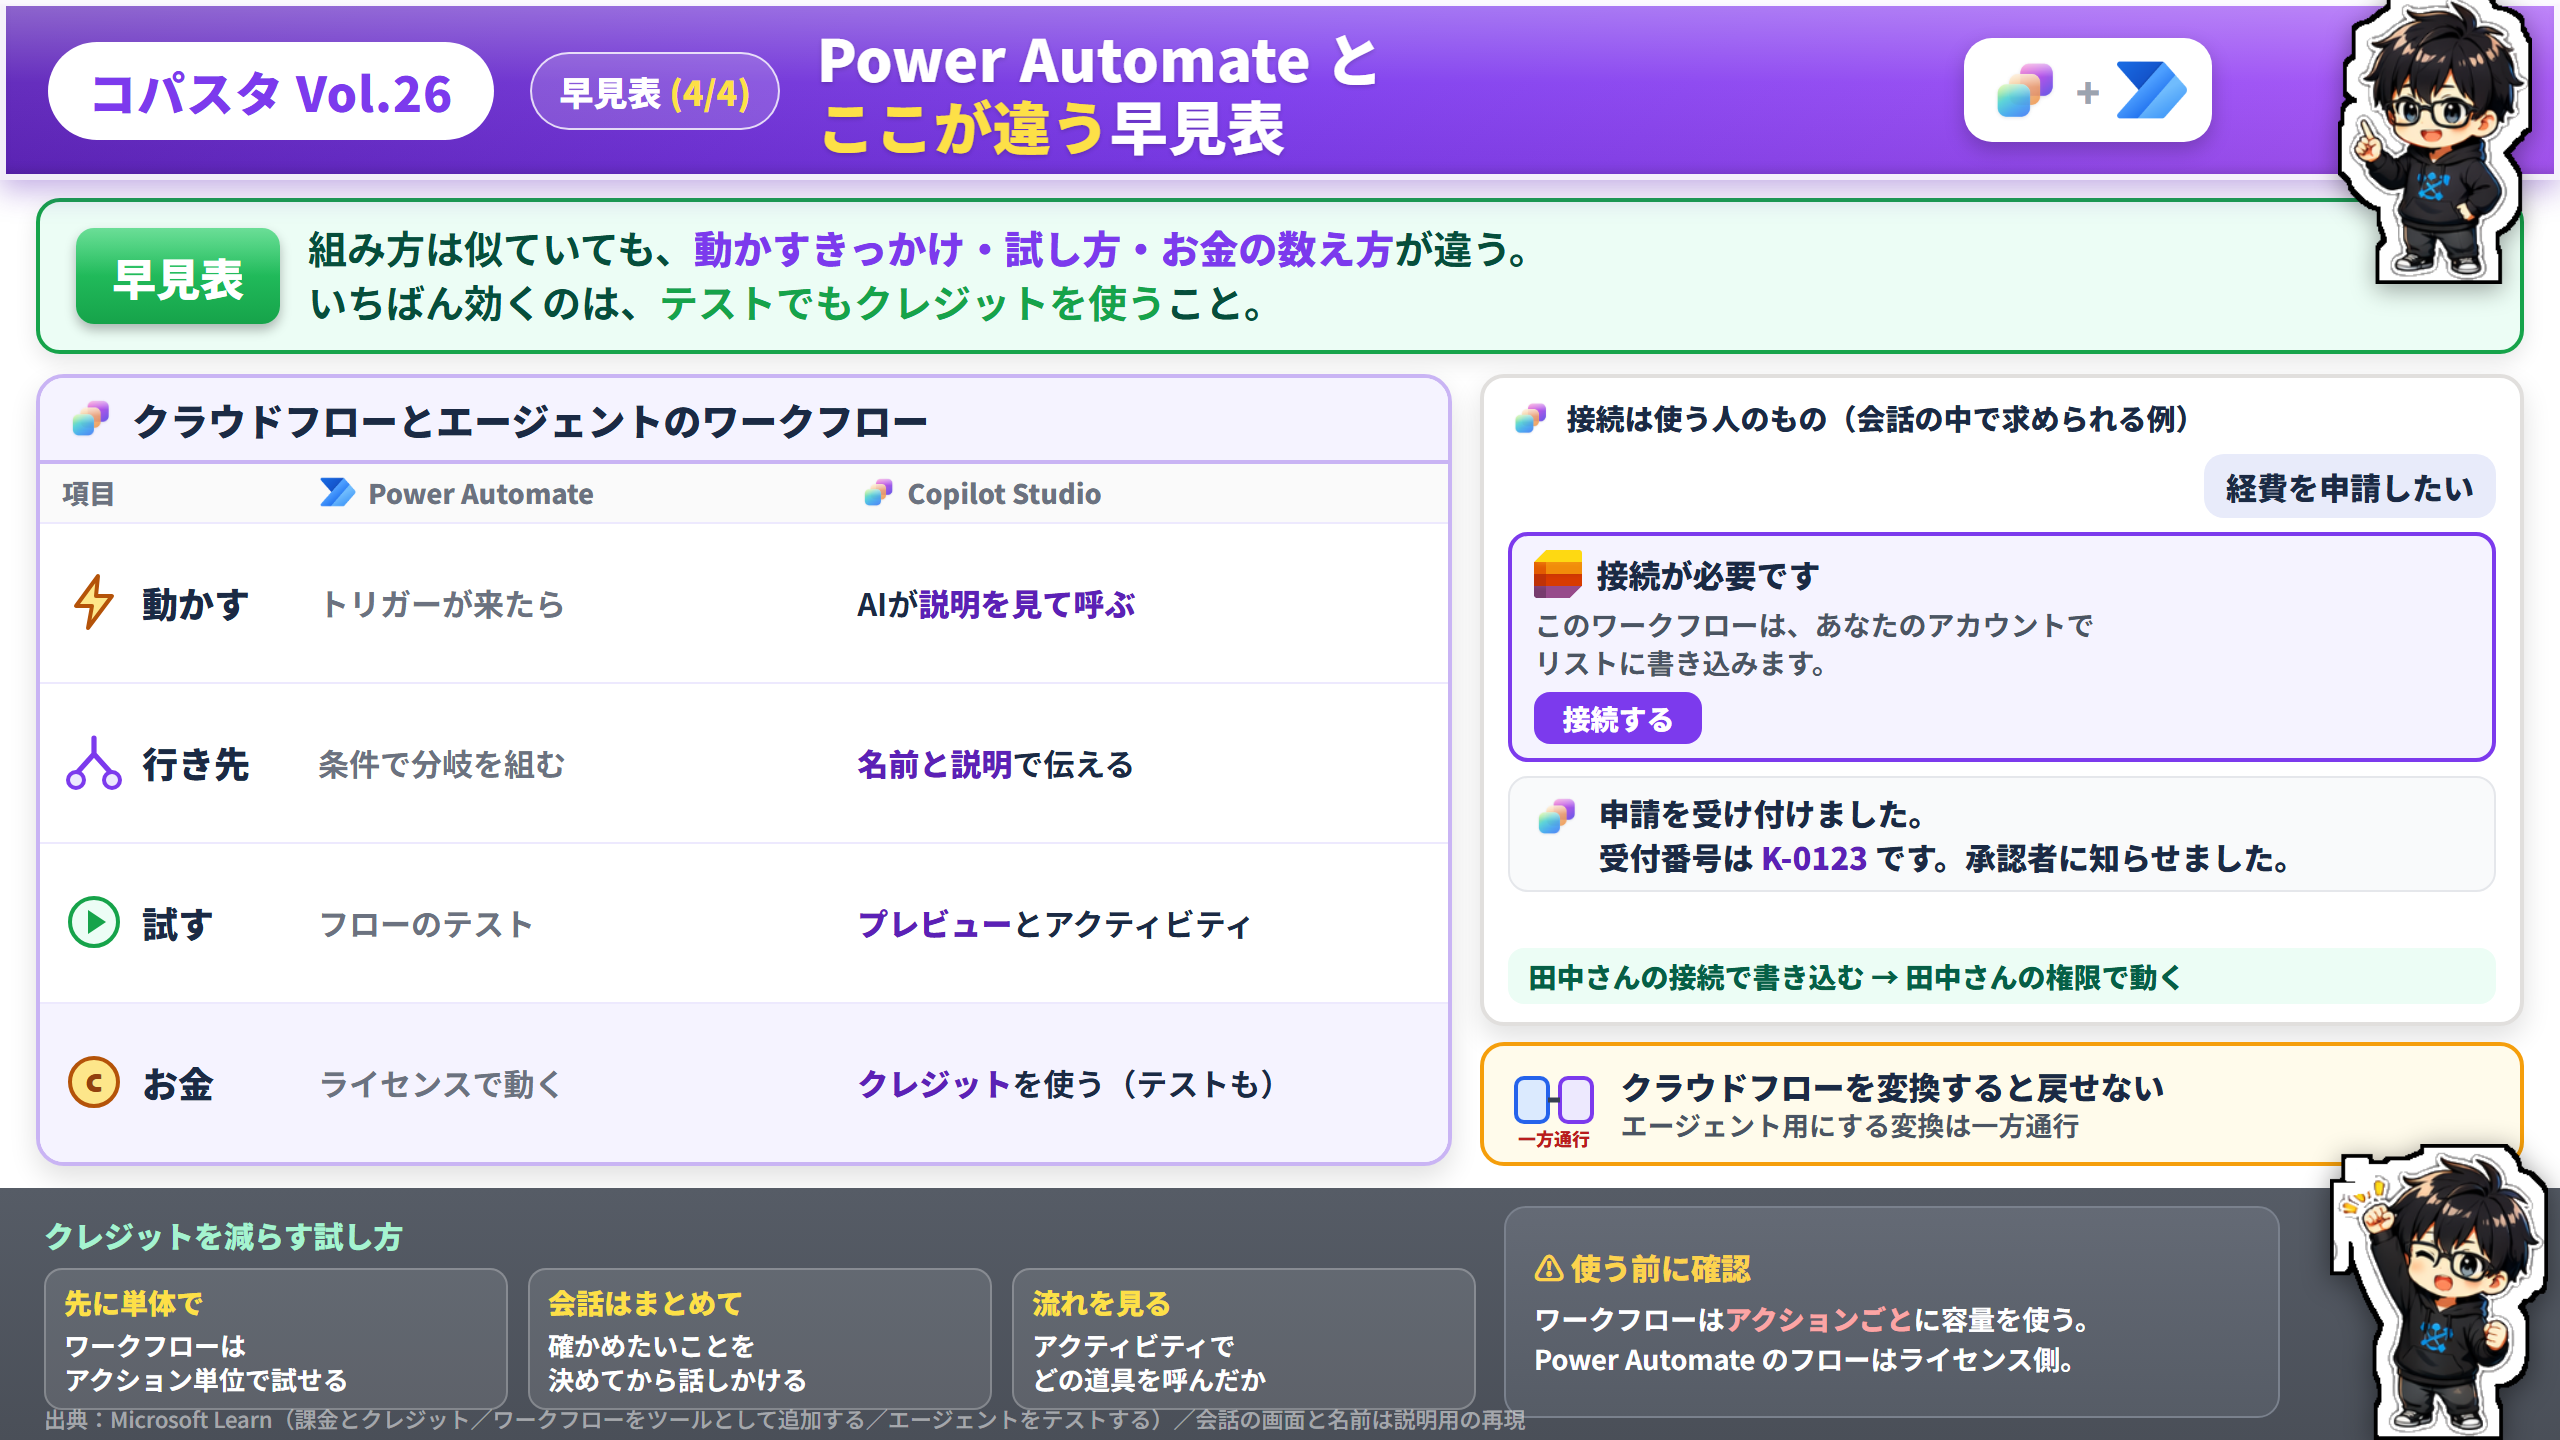 コパスタ Vol.26
早見表 (4/4)
Power Automate と
ここが違う早見表
+
早見表
組み方は似ていても、動かすきっかけ・試し方・お金の数え方が違う。
いちばん効くのは、テストでもクレジットを使うこと。
クラウドフローとエージェントのワークフロー
項目 Power Automate Copilot Studio
動かす トリガーが来たら AIが説明を見て呼ぶ
行き先 条件で分岐を組む 名前と説明で伝える
試す フローのテスト プレビューとアクティビティ
C お金 ライセンスで動く クレジットを使う（テストも）
接続は使う人のもの（会話の中で求められる例）
経費を申請したい
接続が必要です
このワークフローは、あなたのアカウントで
リストに書き込みます。
接続する
申請を受け付けました。
受付番号は K-0123 です。承認者に知らせました。
田中さんの接続で書き込む → 田中さんの権限で動く
クラウドフローを変換すると戻せない
エージェント用にする変換は一方通行
一方通行
クレジットを減らす試し方
先に単体で
ワークフローは
アクション単位で試せる
会話はまとめて
確かめたいことを
決めてから話しかける
流れを見る
アクティビティで
どの道具を呼んだか
⚠ 使う前に確認
ワークフローはアクションごとに容量を使う。
Power Automate のフローはライセンス側。
出典：Microsoft Learn（課金とクレジット／ワークフローをツールとして追加する／エージェントをテストする）／会話の画面と名前は説明用の再現